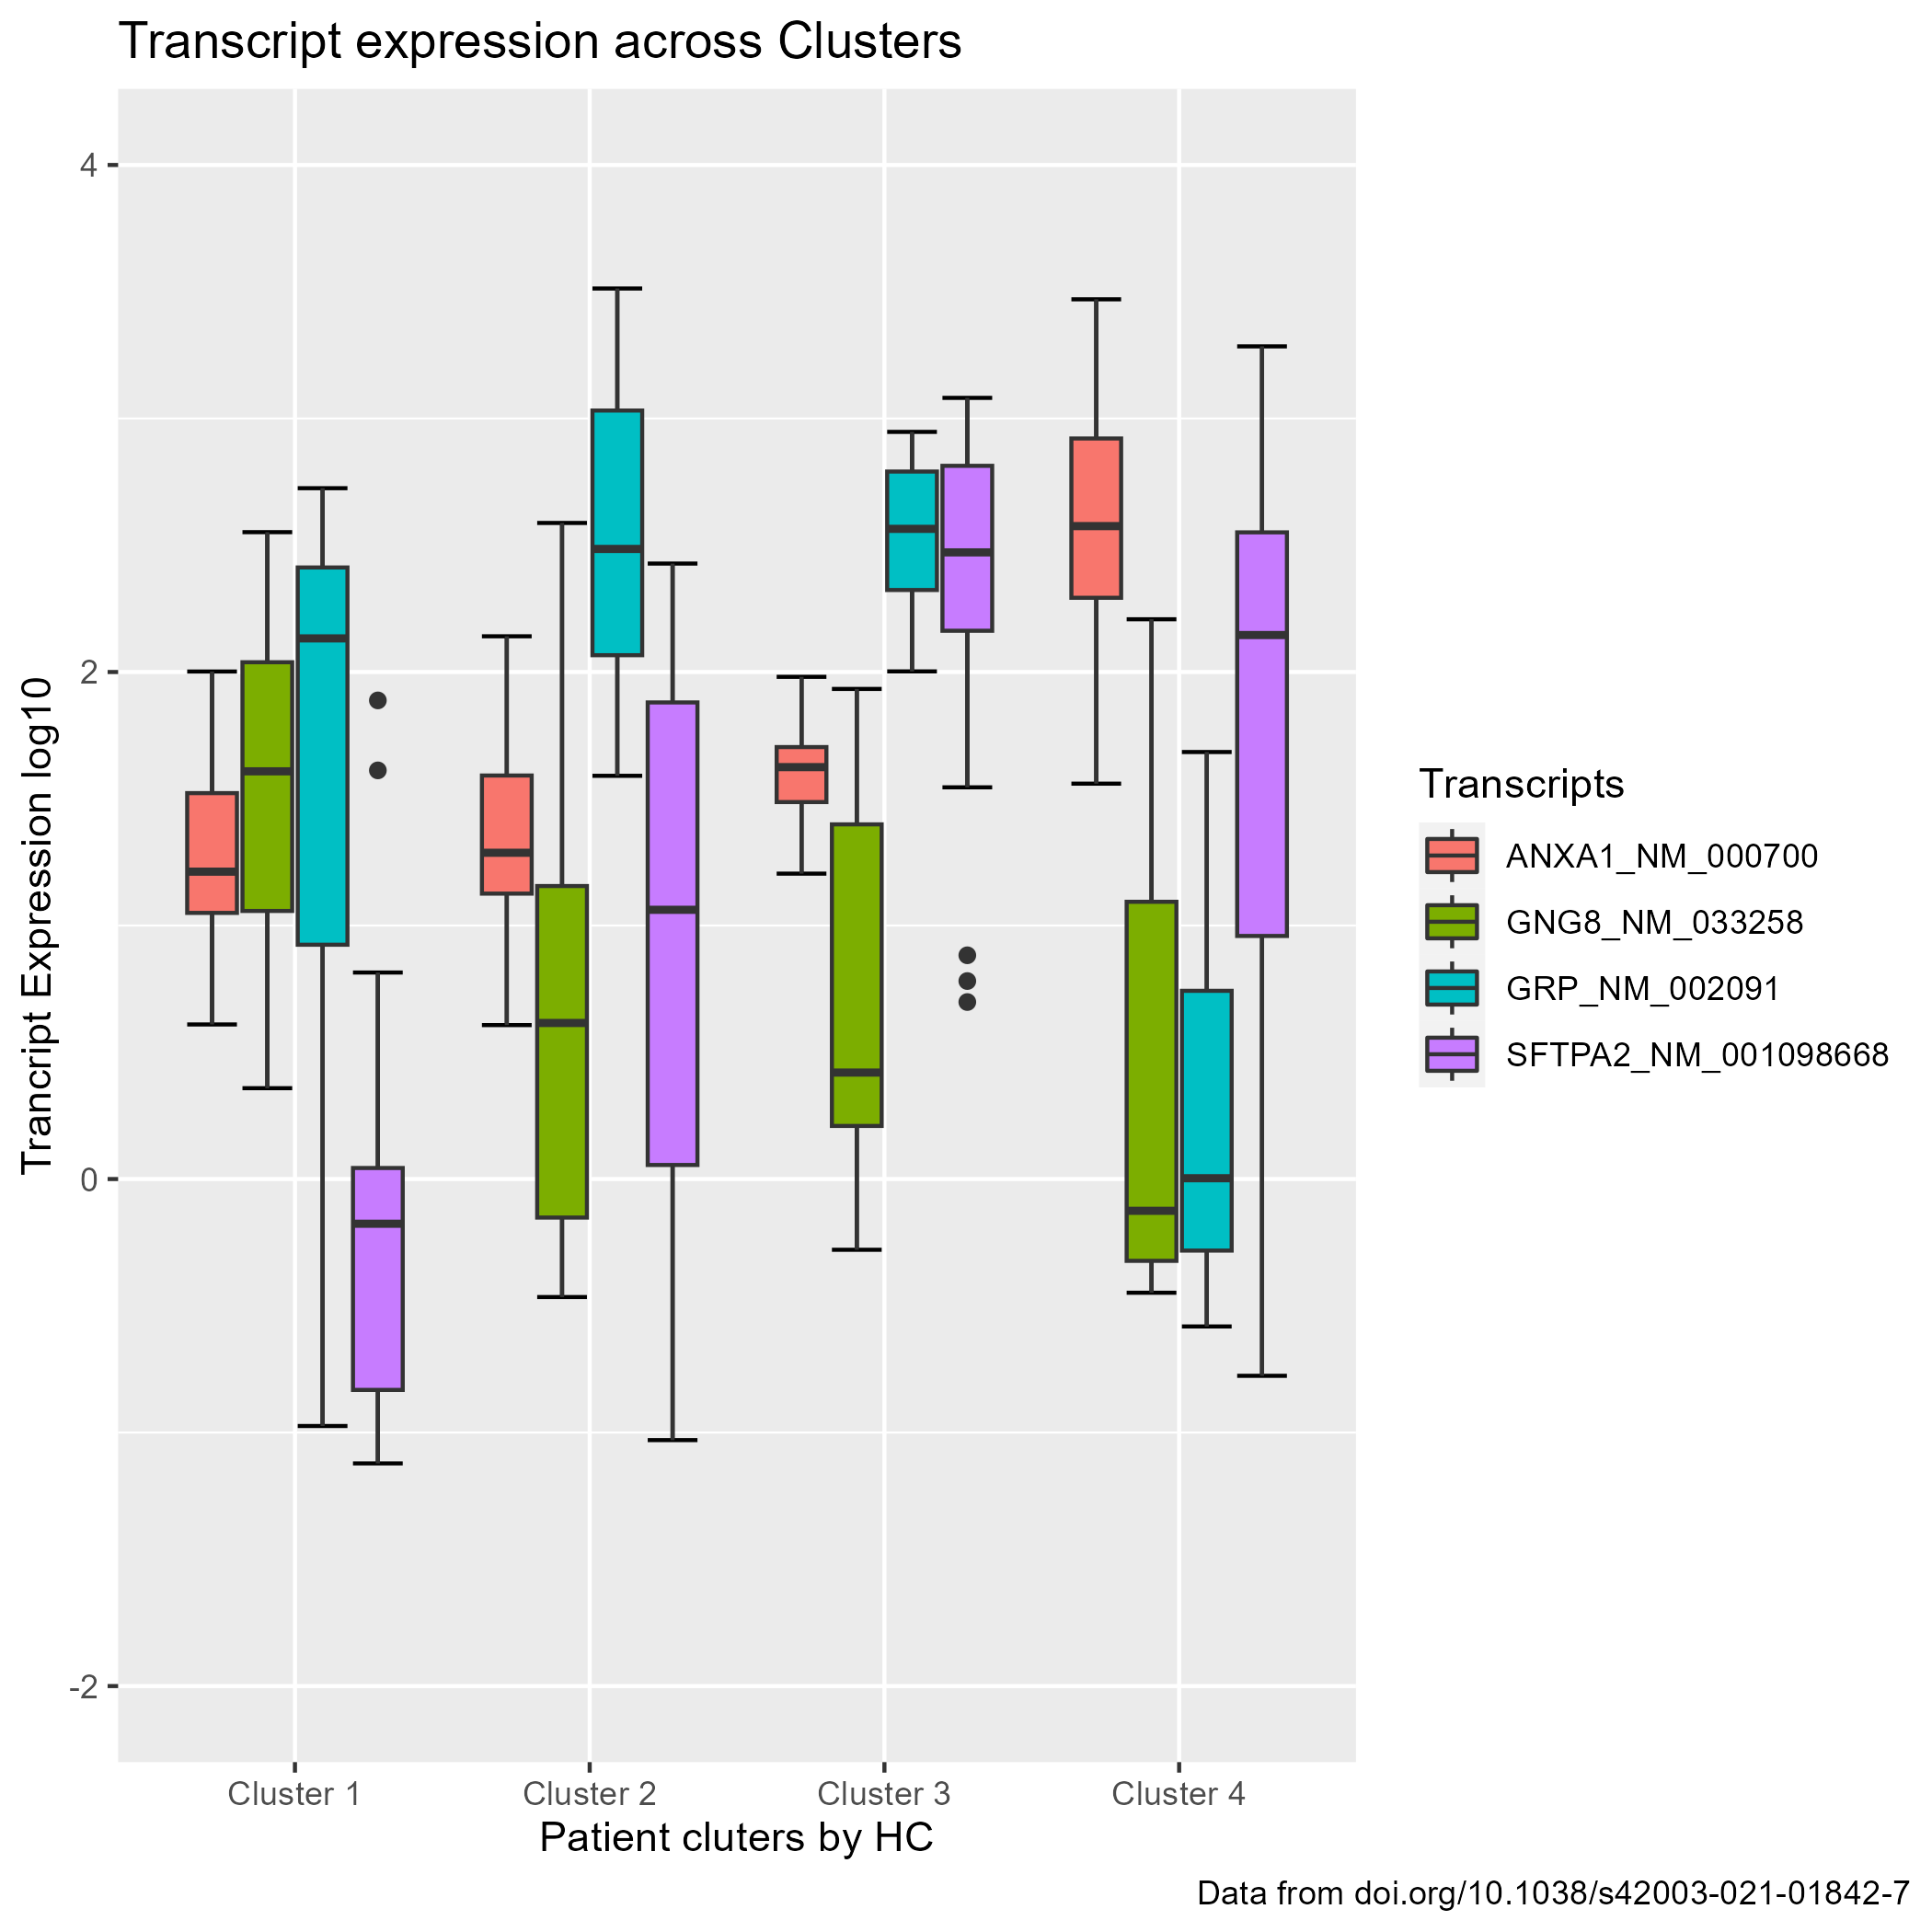 Transcript expression across Clusters
Trancript Expression log10
4
2
0
-2
Cluster 1
Cluster 2
Cluster 3
Cluster 4
Patient cluters by HC
Transcripts
ANXA1_NM_000700
GNG8_NM_033258
GRP_NM_002091
SFTPA2_NM_001098668
Data from doi.org/10.1038/s42003-021-01842-7